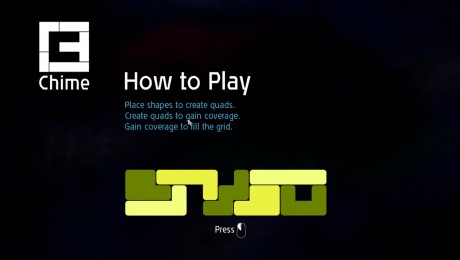 Chime
How to Play
Place shapes to create quads.
Create quads to gain coverage.
Gain coverage to fill the grid.
Press